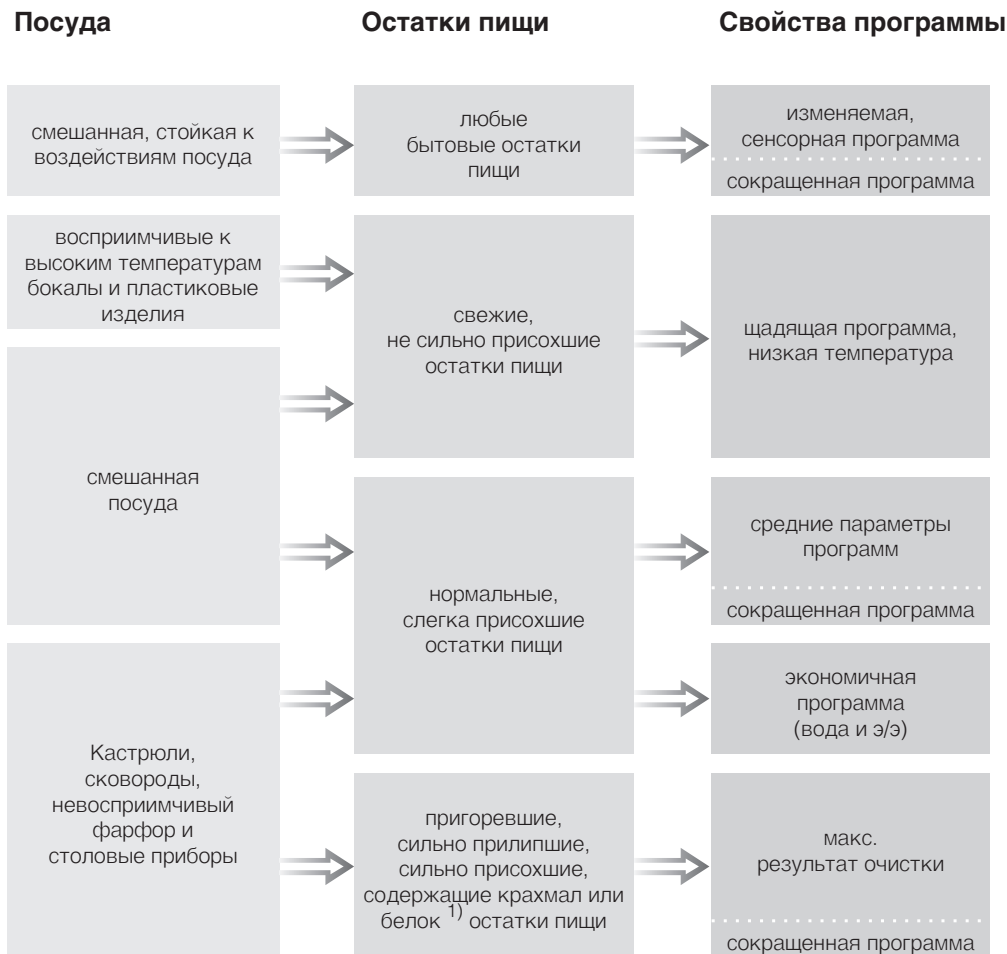 Посуда
Остатки пищи
Свойства программы
смешанная, стойкая к
воздействиям посуда
любые
бытовые остатки
пищи
изменяемая,
сенсорная программа
сокращенная программа
восприимчивые к
высоким температурам
бокалы и пластиковые
изделия
свежие,
не сильно присохшие
остатки пищи
щадящая программа,
низкая температура
смешанная
посуда
нормальные,
слегка присохшие
остатки пищи
средние параметры
программ
сокращенная программа
экономичная
программа
(вода и э/э)
Кастрюли,
сковороды,
невосприимчивый
фарфор и
столовые приборы
пригоревшие,
сильно прилипшие,
сильно присохшие,
содержащие крахмал или
белок 1) остатки пищи
макс.
результат очистки
сокращенная программа